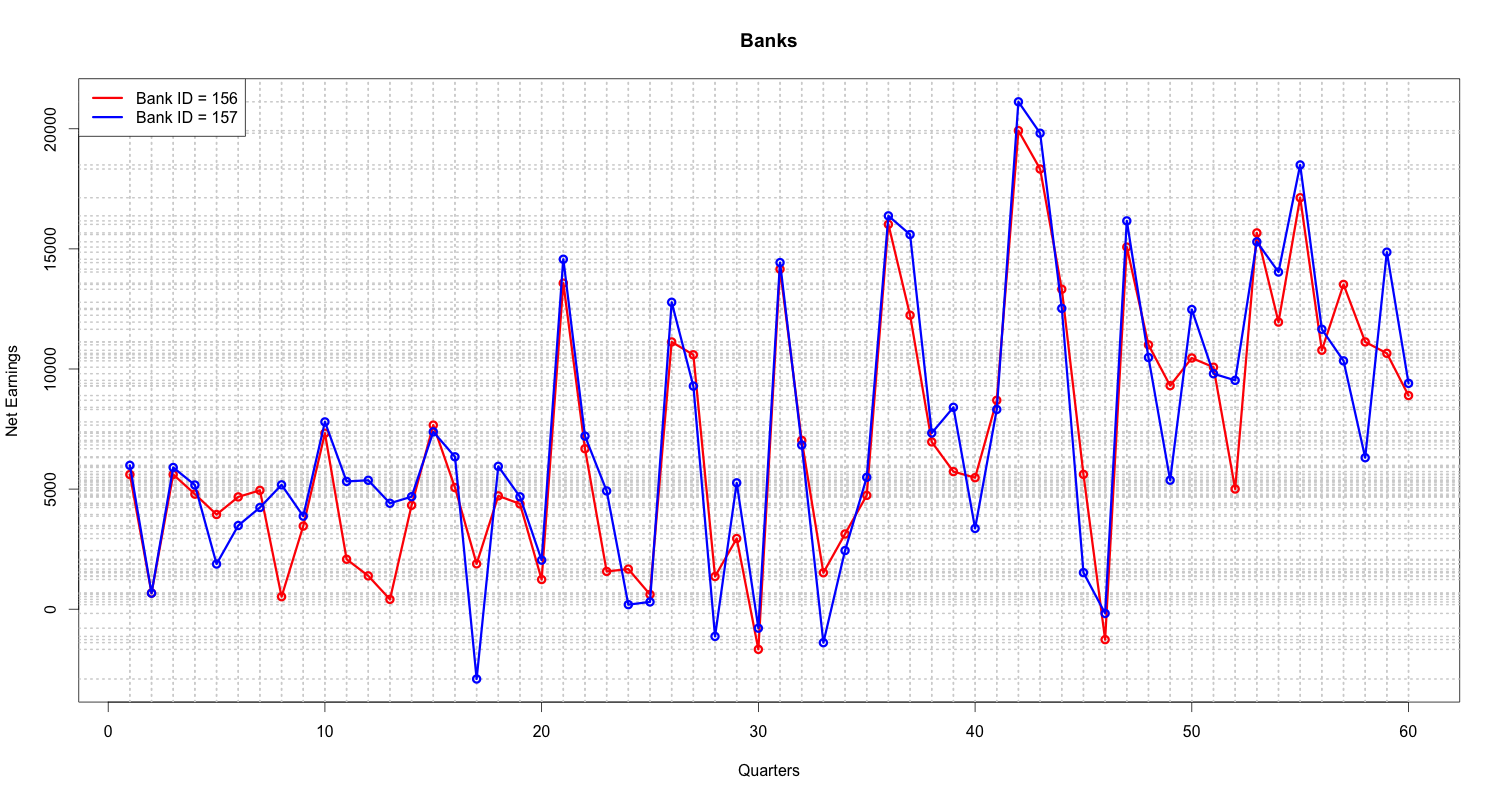 Banks
Bank ID = 156
Bank ID = 157
Net Earnings
20000
15000
10000
5000
0
0 10 20 30 40 50 60
Quarters